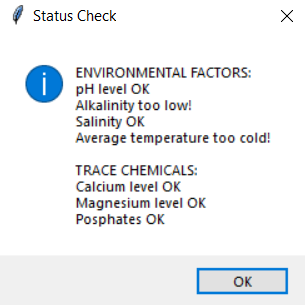 Status Check
ENVIRONMENTAL FACTORS:
pH level OK
Alkalinity too low!
Salinity OK
Average temperature too cold!
TRACE CHEMICALS:
Calcium level OK
Magnesium level OK
Posphates OK
OK